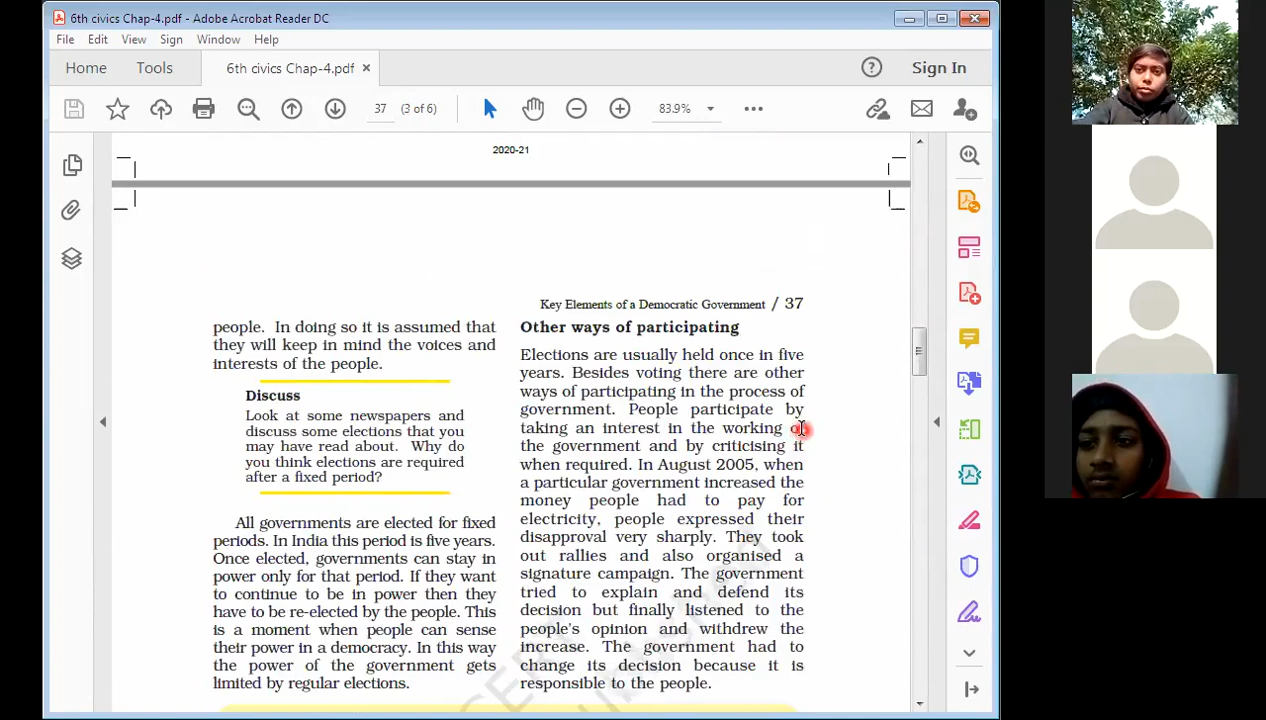 6th civics Chap-4.pdf - Adobe Acrobat Reader DC
File Edit View Sign Window Help
Home Tools 6th civics Chap-4.pdf × Sign In
37 (3 of 6) 83.9%
2020-21
Key Elements of a Democratic Government / 37
people. In doing so it is assumed that
they will keep in mind the voices and
interests of the people.
Discuss
Look at some newspapers and
discuss some elections that you
may have read about. Why do
you think elections are required
after a fixed period?
All governments are elected for fixed
periods. In India this period is five years.
Once elected, governments can stay in
power only for that period. If they want
to continue to be in power then they
have to be re-elected by the people. This
is a moment when people can sense
their power in a democracy. In this way
the power of the government gets
limited by regular elections.
Other ways of participating
Elections are usually held once in five
years. Besides voting there are other
ways of participating in the process of
government. People participate by
taking an interest in the working of
the government and by criticising it
when required. In August 2005, when
a particular government increased the
money people had to pay for
electricity, people expressed their
disapproval very sharply. They took
out rallies and also organised a
signature campaign. The government
tried to explain and defend its
decision but finally listened to the
people's opinion and withdrew the
increase. The government had to
change its decision because it is
responsible to the people.